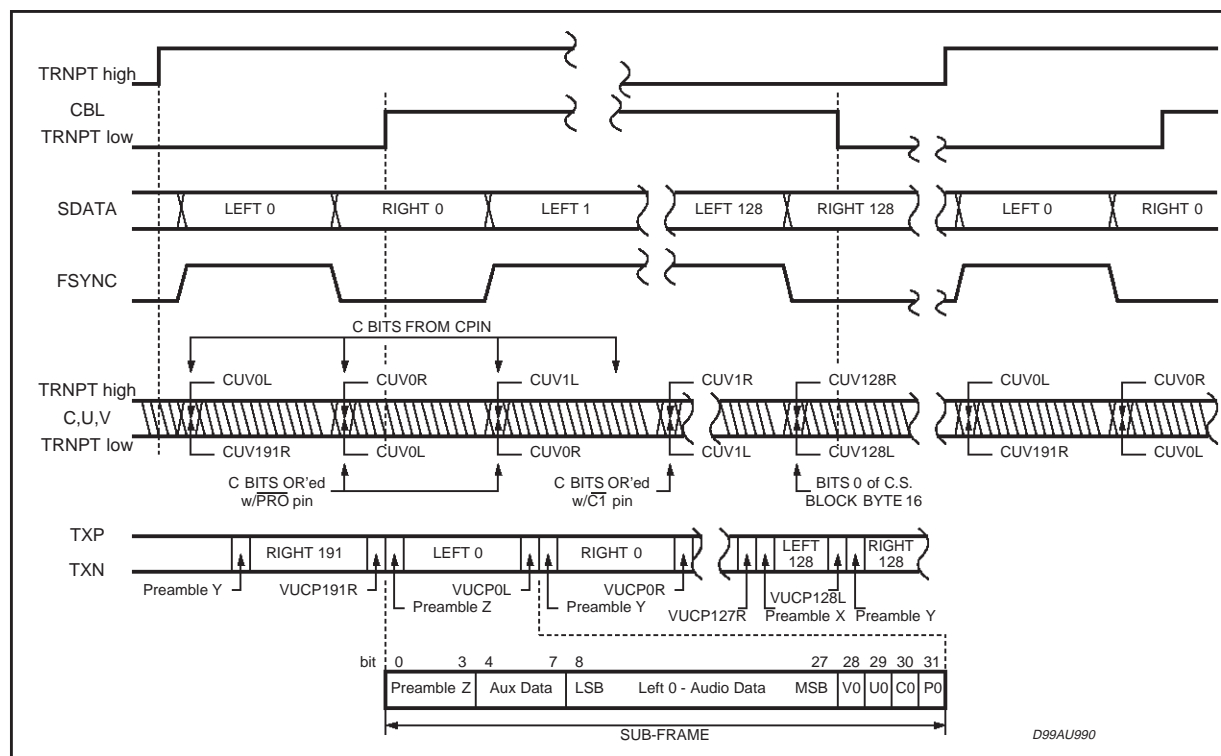 TRNPT high
CBL
TRNPT low
SDATA
LEFT 0
RIGHT 0
LEFT 1
LEFT 128
RIGHT 128
LEFT 0
RIGHT 0
FSYNC
C BITS FROM CPIN
TRNPT high
C,U,V
TRNPT low
CUV0L
CUV0R
CUV1L
CUV1R
CUV128R
CUV0L
CUV0R
CUV191R
CUV0L
CUV0R
CUV1L
CUV128L
CUV191R
CUV0L
C BITS OR'ed
w/PRO pin
C BITS OR'ed
w/C1 pin
BITS 0 of C.S.
BLOCK BYTE 16
TXP
TXN
RIGHT 191
LEFT 0
RIGHT 0
LEFT
128
RIGHT
128
Preamble Y
VUCP191R
Preamble Z
VUCP0L
Preamble Y
VUCP0R
VUCP127R
Preamble X
VUCP128L
Preamble Y
bit 0 3 4 7 8 27 28 29 30 31
Preamble Z Aux Data LSB Left 0 - Audio Data MSB V0 U0 C0 P0
SUB-FRAME
D99AU990